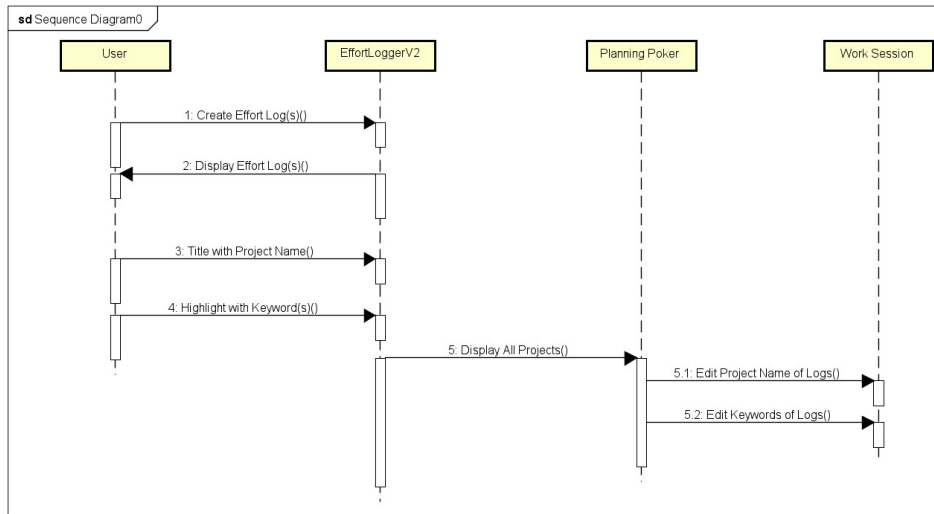 sd Sequence Diagram0
User
EffortLoggerV2
Planning Poker
Work Session
1: Create Effort Log(s)()
2: Display Effort Log(s)()
3: Title with Project Name()
4: Highlight with Keyword(s)()
5: Display All Projects()
5.1: Edit Project Name of Logs()
5.2: Edit Keywords of Logs()